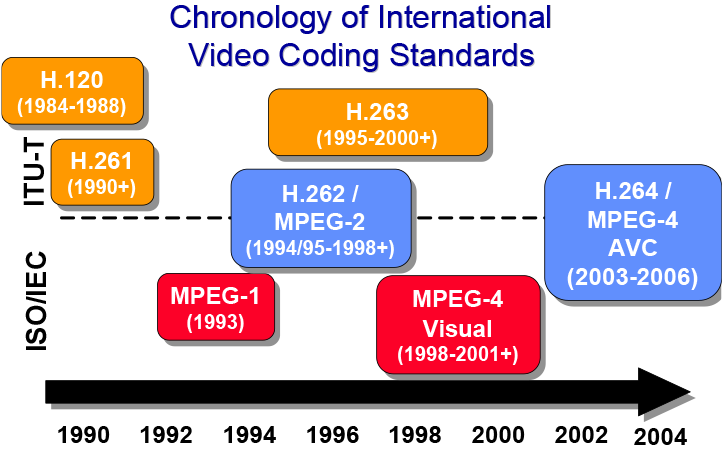 Chronology of International
Video Coding Standards
H.120
(1984-1988)
H.263
(1995-2000+)
ITU-T
H.261
(1990+)
H.262 /
MPEG-2
(1994/95-1998+)
H.264 /
MPEG-4
AVC
(2003-2006)
ISO/IEC
MPEG-1
(1993)
MPEG-4
Visual
(1998-2001+)
1990 1992 1994 1996 1998 2000 2002 2004